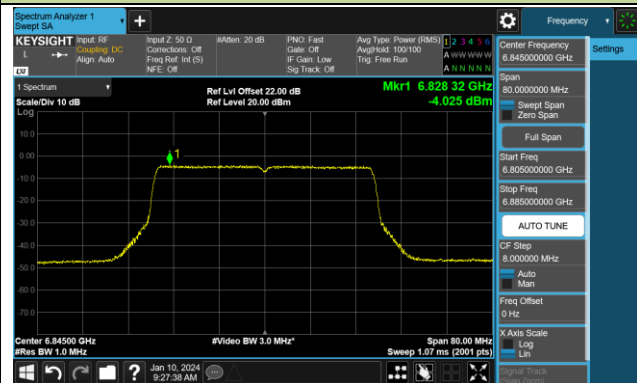 Spectrum Analyzer 1
Swept SA
Frequency
KEYSIGHT
L
LXI
Input: RF
Coupling: DC
Align: Auto
Input Z: 50 Ω
Corrections: Off
Freq Ref: Int (S)
NFE: Off
#Atten: 20 dB
PNO: Fast
Gate: Off
IF Gain: Low
Sig Track: Off
Avg Type: Power (RMS)
Avg|Hold: 100/100
Trig: Free Run
1 2 3 4 5 6
A W W W W W
A N N N N N
1 Spectrum
Scale/Div 10 dB
Log
Ref Lvl Offset 22.00 dB
Ref Level 20.00 dBm
Mkr1 6.828 32 GHz
-4.025 dBm
1
10.0
0.00
-10.0
-20.0
-30.0
-40.0
-50.0
-60.0
-70.0
Center 6.84500 GHz
#Res BW 1.0 MHz
#Video BW 3.0 MHz*
Span 80.00 MHz
Sweep 1.07 ms (2001 pts)
Jan 10, 2024
9:27:38 AM
Center Frequency
6.845000000 GHz
Span
80.0000000 MHz
Swept Span
Zero Span
Full Span
Start Freq
6.805000000 GHz
Stop Freq
6.885000000 GHz
AUTO TUNE
CF Step
8.000000 MHz
Auto
Man
Freq Offset
0 Hz
X Axis Scale
Log
Lin
Signal Track
(Span Zoom)
Settings